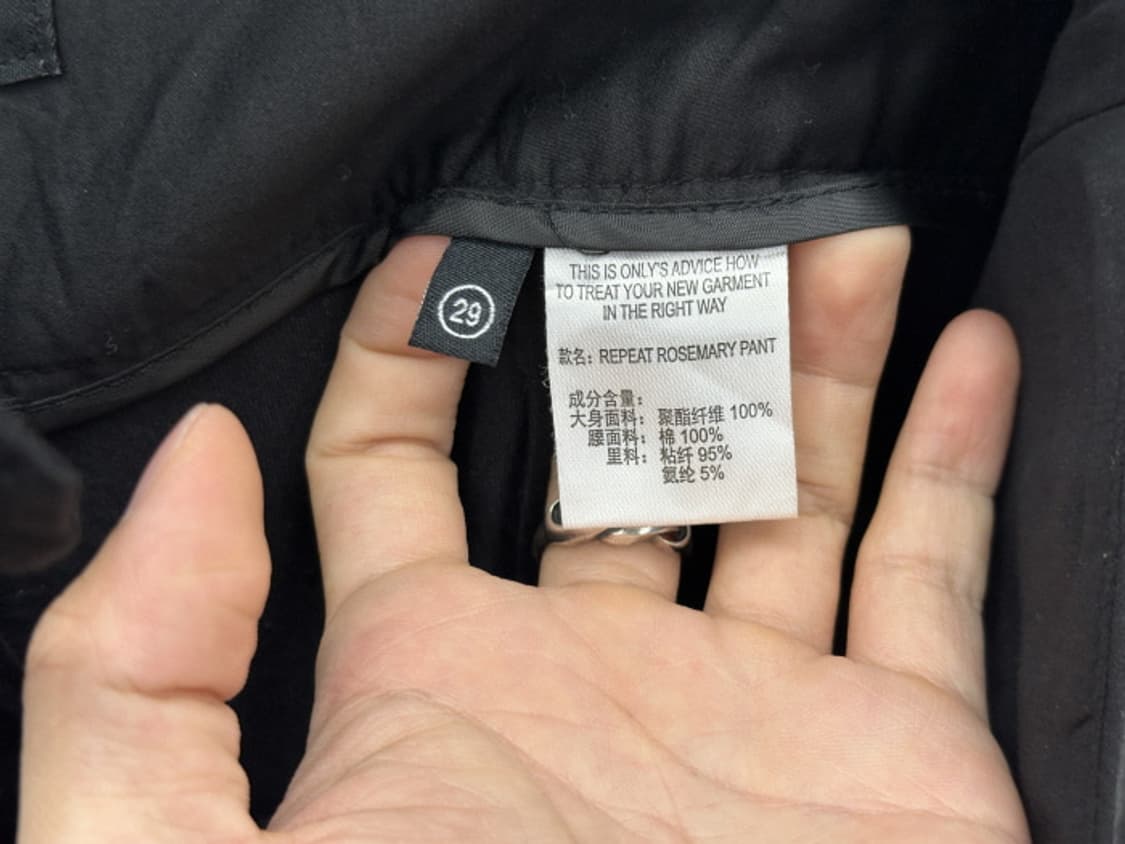 29
THIS IS ONLY'S ADVICE HOW
TO TREAT YOUR NEW GARMENT
IN THE RIGHT WAY
款名: REPEAT ROSEMARY PANT
成分含量:
大身面料: 聚酯纤维 100%
腰面料: 棉 100%
里料: 粘纤 95%
氨纶 5%